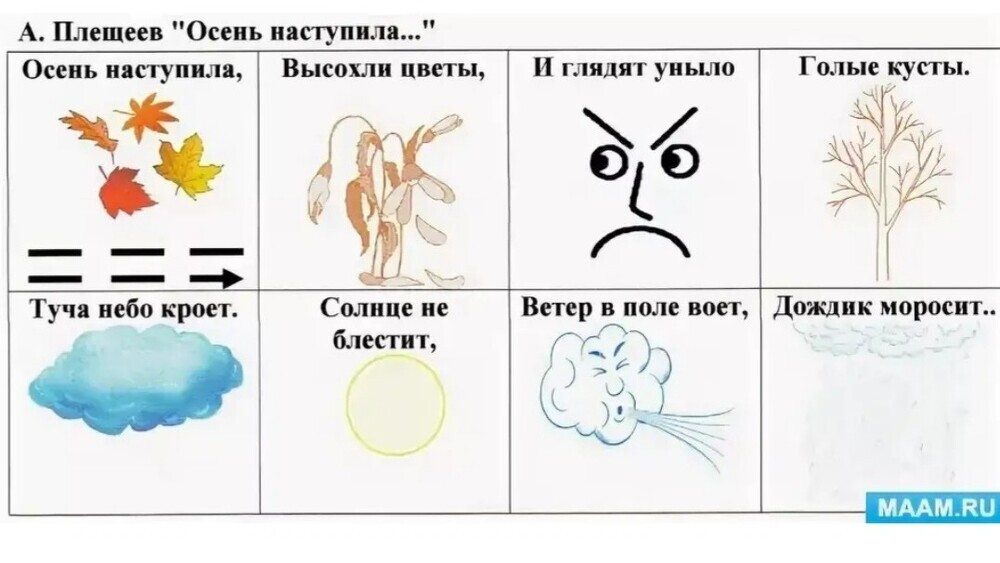 А. Плещеев "Осень наступила..."
Осень наступила,
Высохли цветы,
И глядят уныло
Голые кусты.
Туча небо кроет.
Солнце не
блестит,
Ветер в поле воет,
Дождик моросит..
MAAM.RU